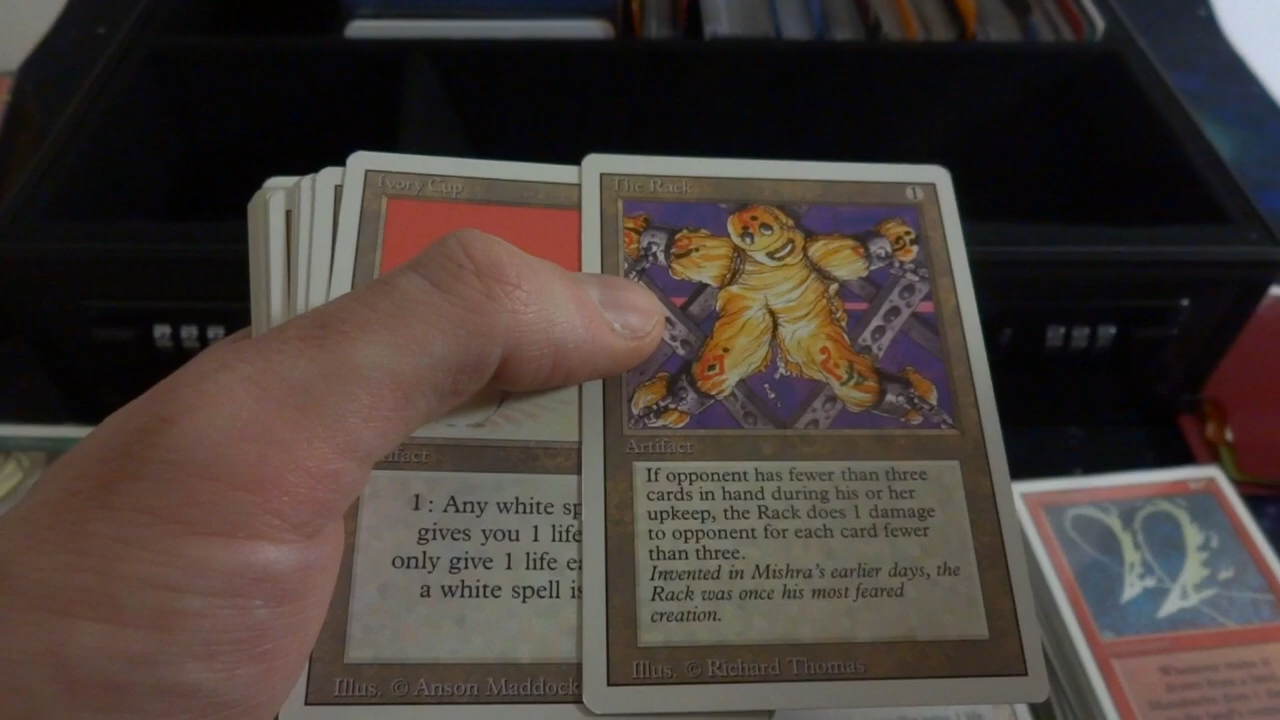 Ivory Cup
ifact
1: Any white sp
gives you 1 life
only give 1 life e
a white spell is
Illus. © Anson Maddock
The Rack
1
Artifact
If opponent has fewer than three
cards in hand during his or her
upkeep, the Rack does 1 damage
to opponent for each card fewer
than three.
Invented in Mishra's earlier days, the
Rack was once his most feared
creation.
Illus. © Richard Thomas